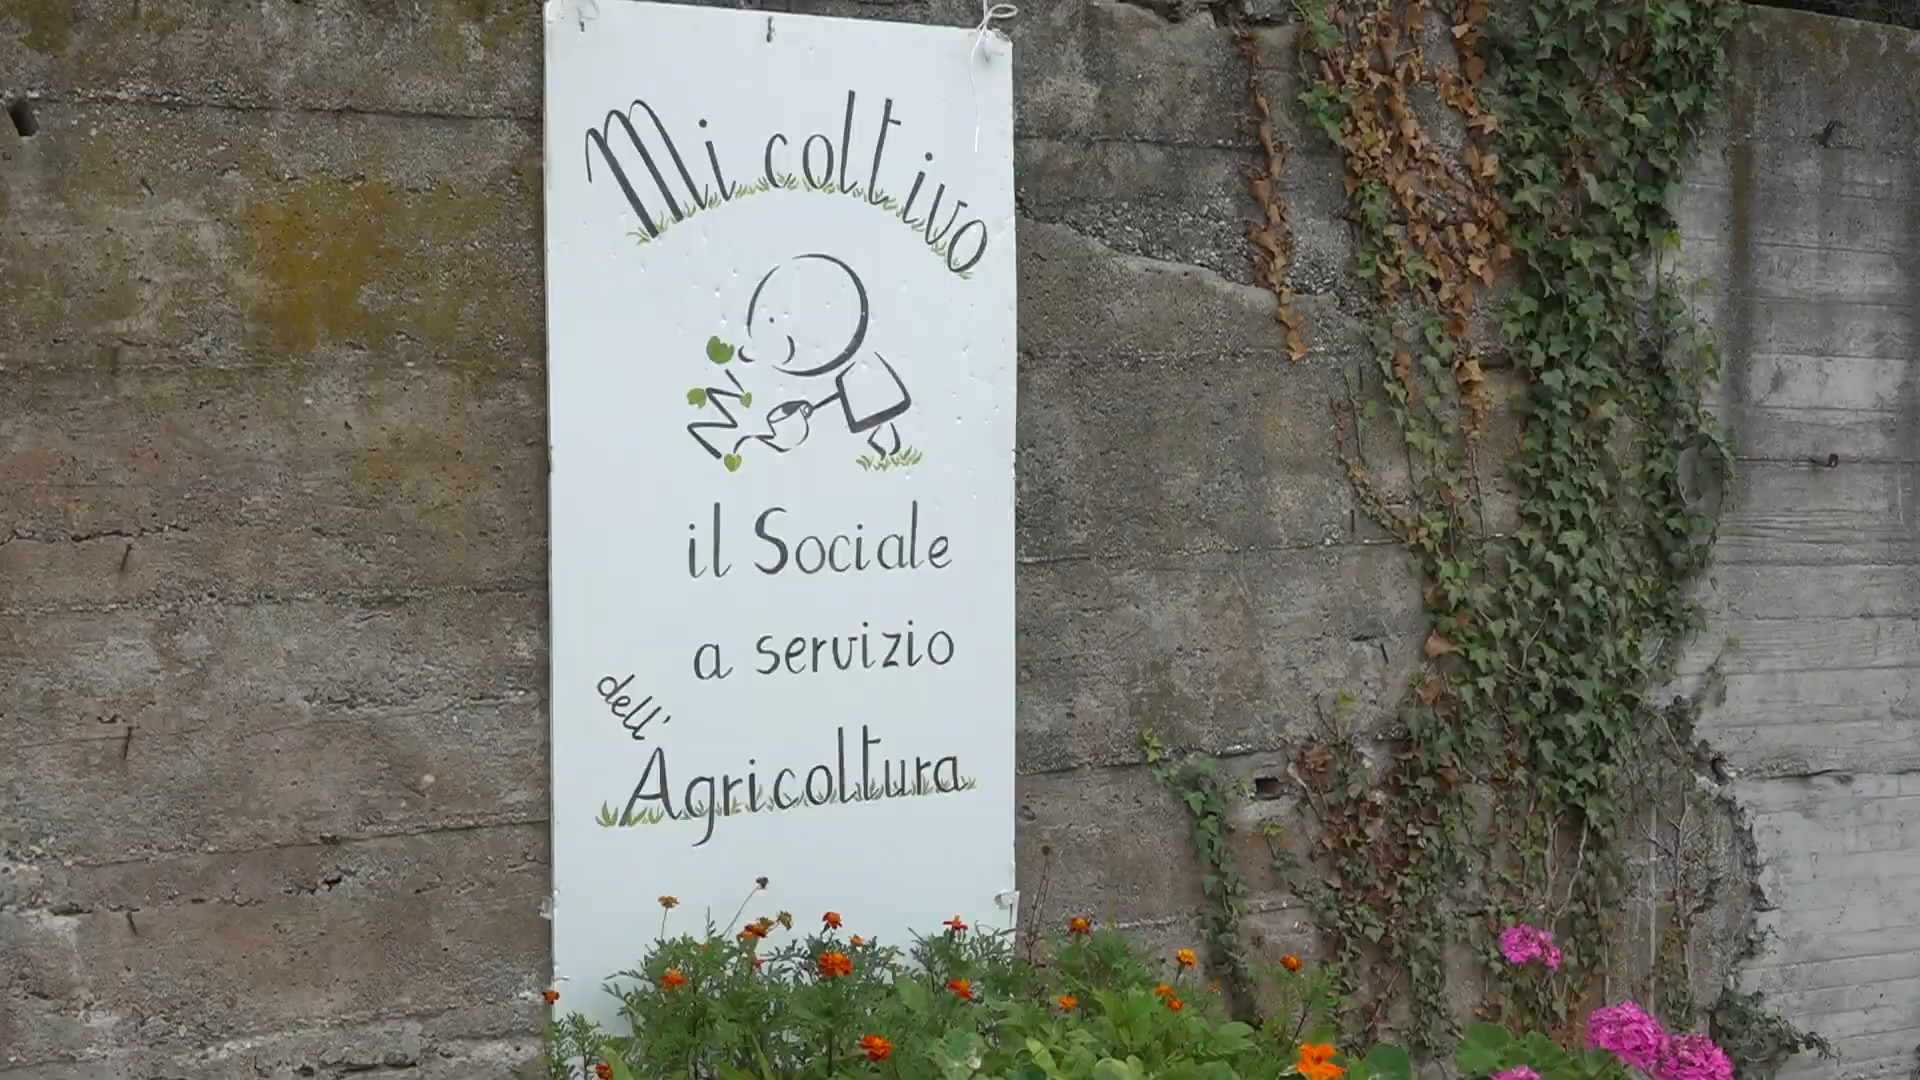 Mi coltivo
il Sociale
a servizio
dell'
Agricoltura